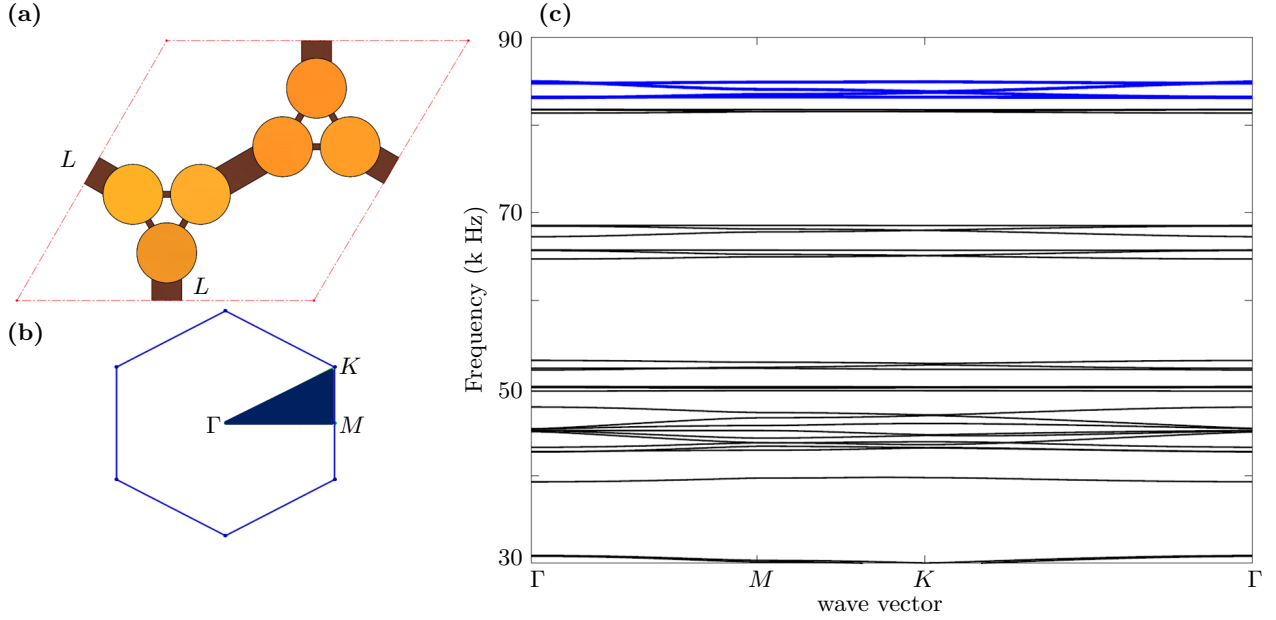 (a)
L
L
(b)
K
Γ
M
(c)
90
70
50
30
Frequency (k Hz)
Γ
M
K
Γ
wave vector